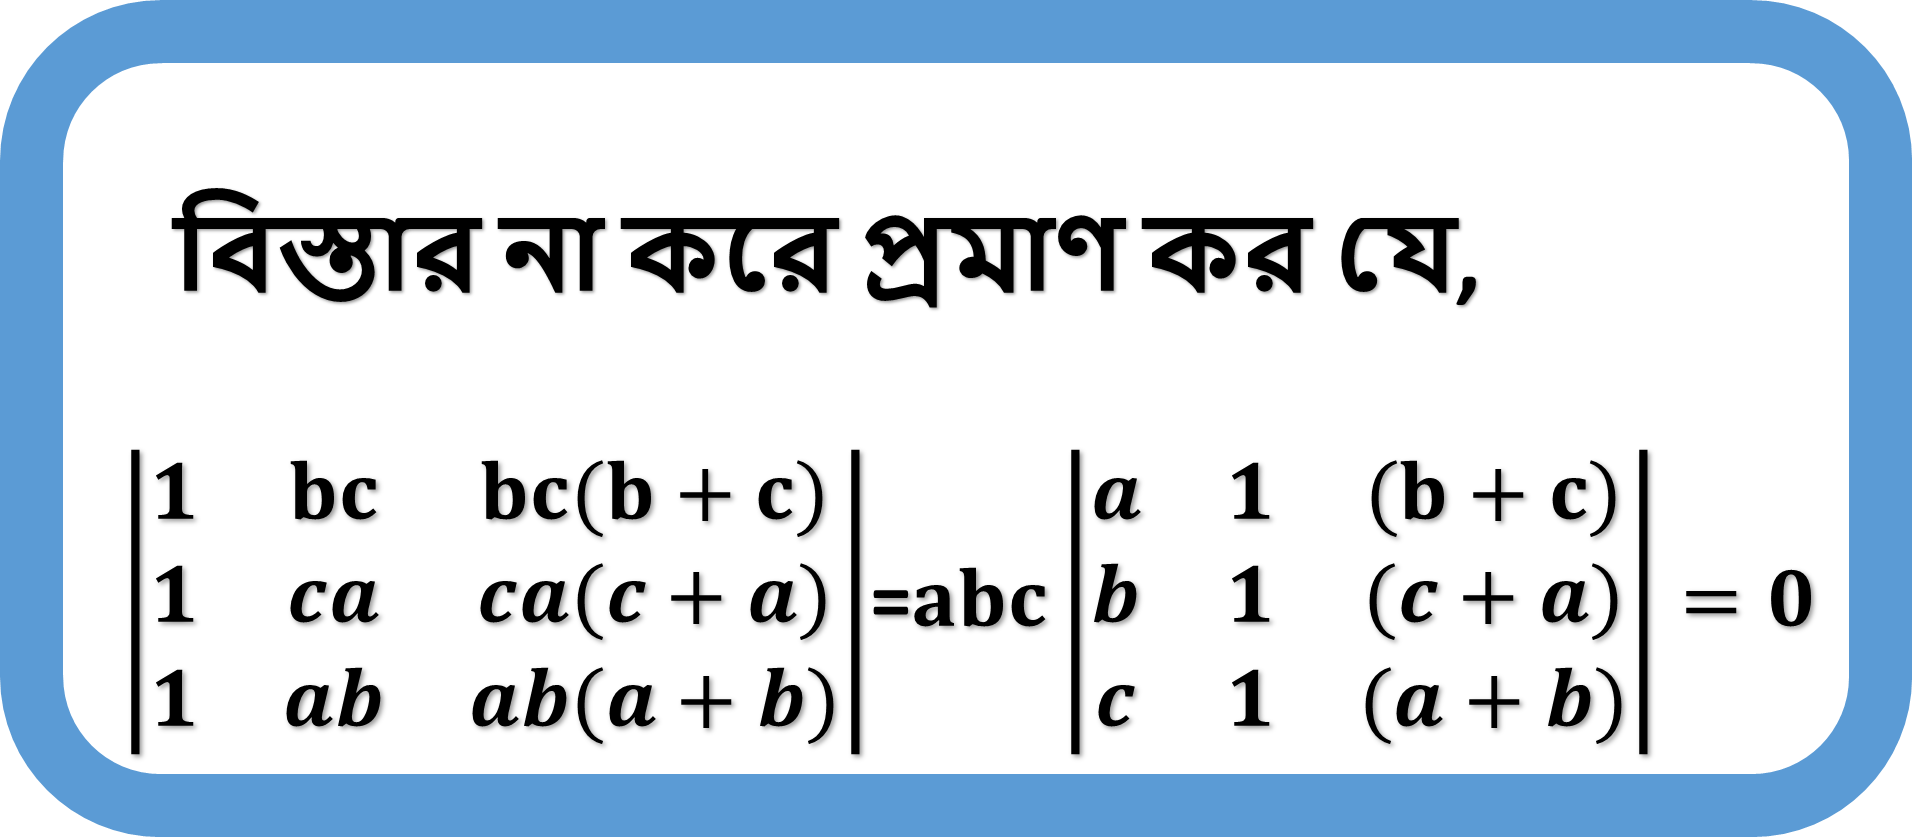 বিস্তার না করে প্রমাণ কর যে,
|1 bc bc(b + c)| |a 1 (b + c)|
|1 ca ca(c + a)| =abc |b 1 (c + a)| = 0
|1 ab ab(a + b)| |c 1 (a + b)|